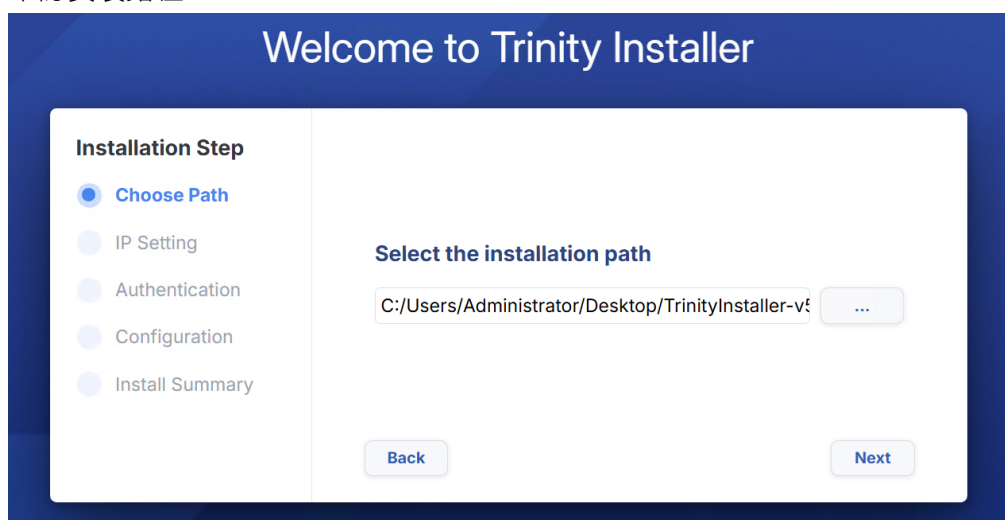 Welcome to Trinity Installer
Installation Step
Choose Path
IP Setting
Authentication
Configuration
Install Summary
Select the installation path
C:/Users/Administrator/Desktop/TrinityInstaller-v5
...
Back
Next